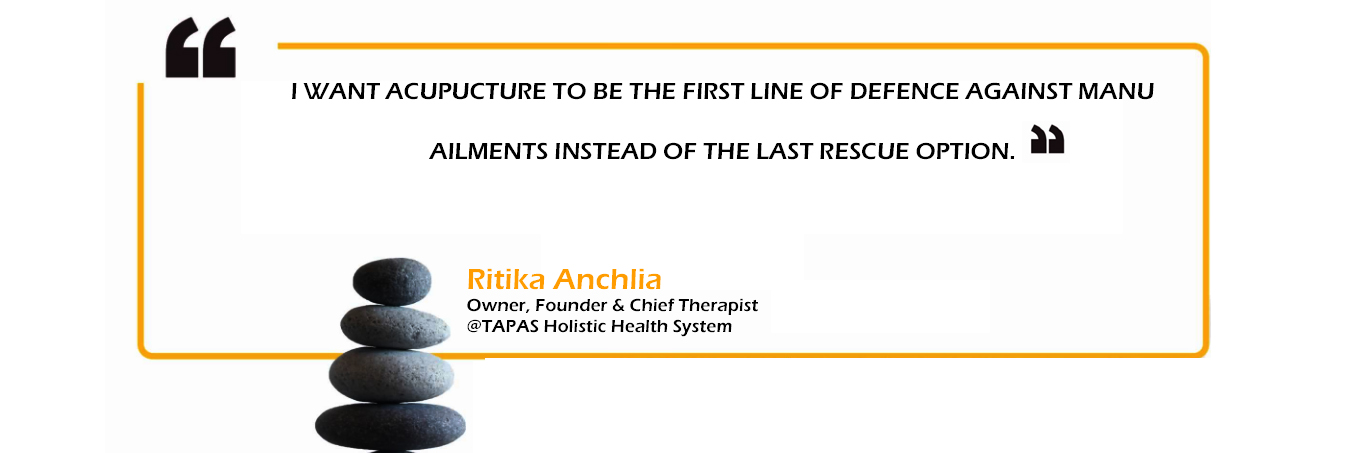 I WANT ACUPUCTURE TO BE THE FIRST LINE OF DEFENCE AGAINST MANU
AILMENTS INSTEAD OF THE LAST RESCUE OPTION.
Ritika Anchlia
Owner, Founder & Chief Therapist
@TAPAS Holistic Health System